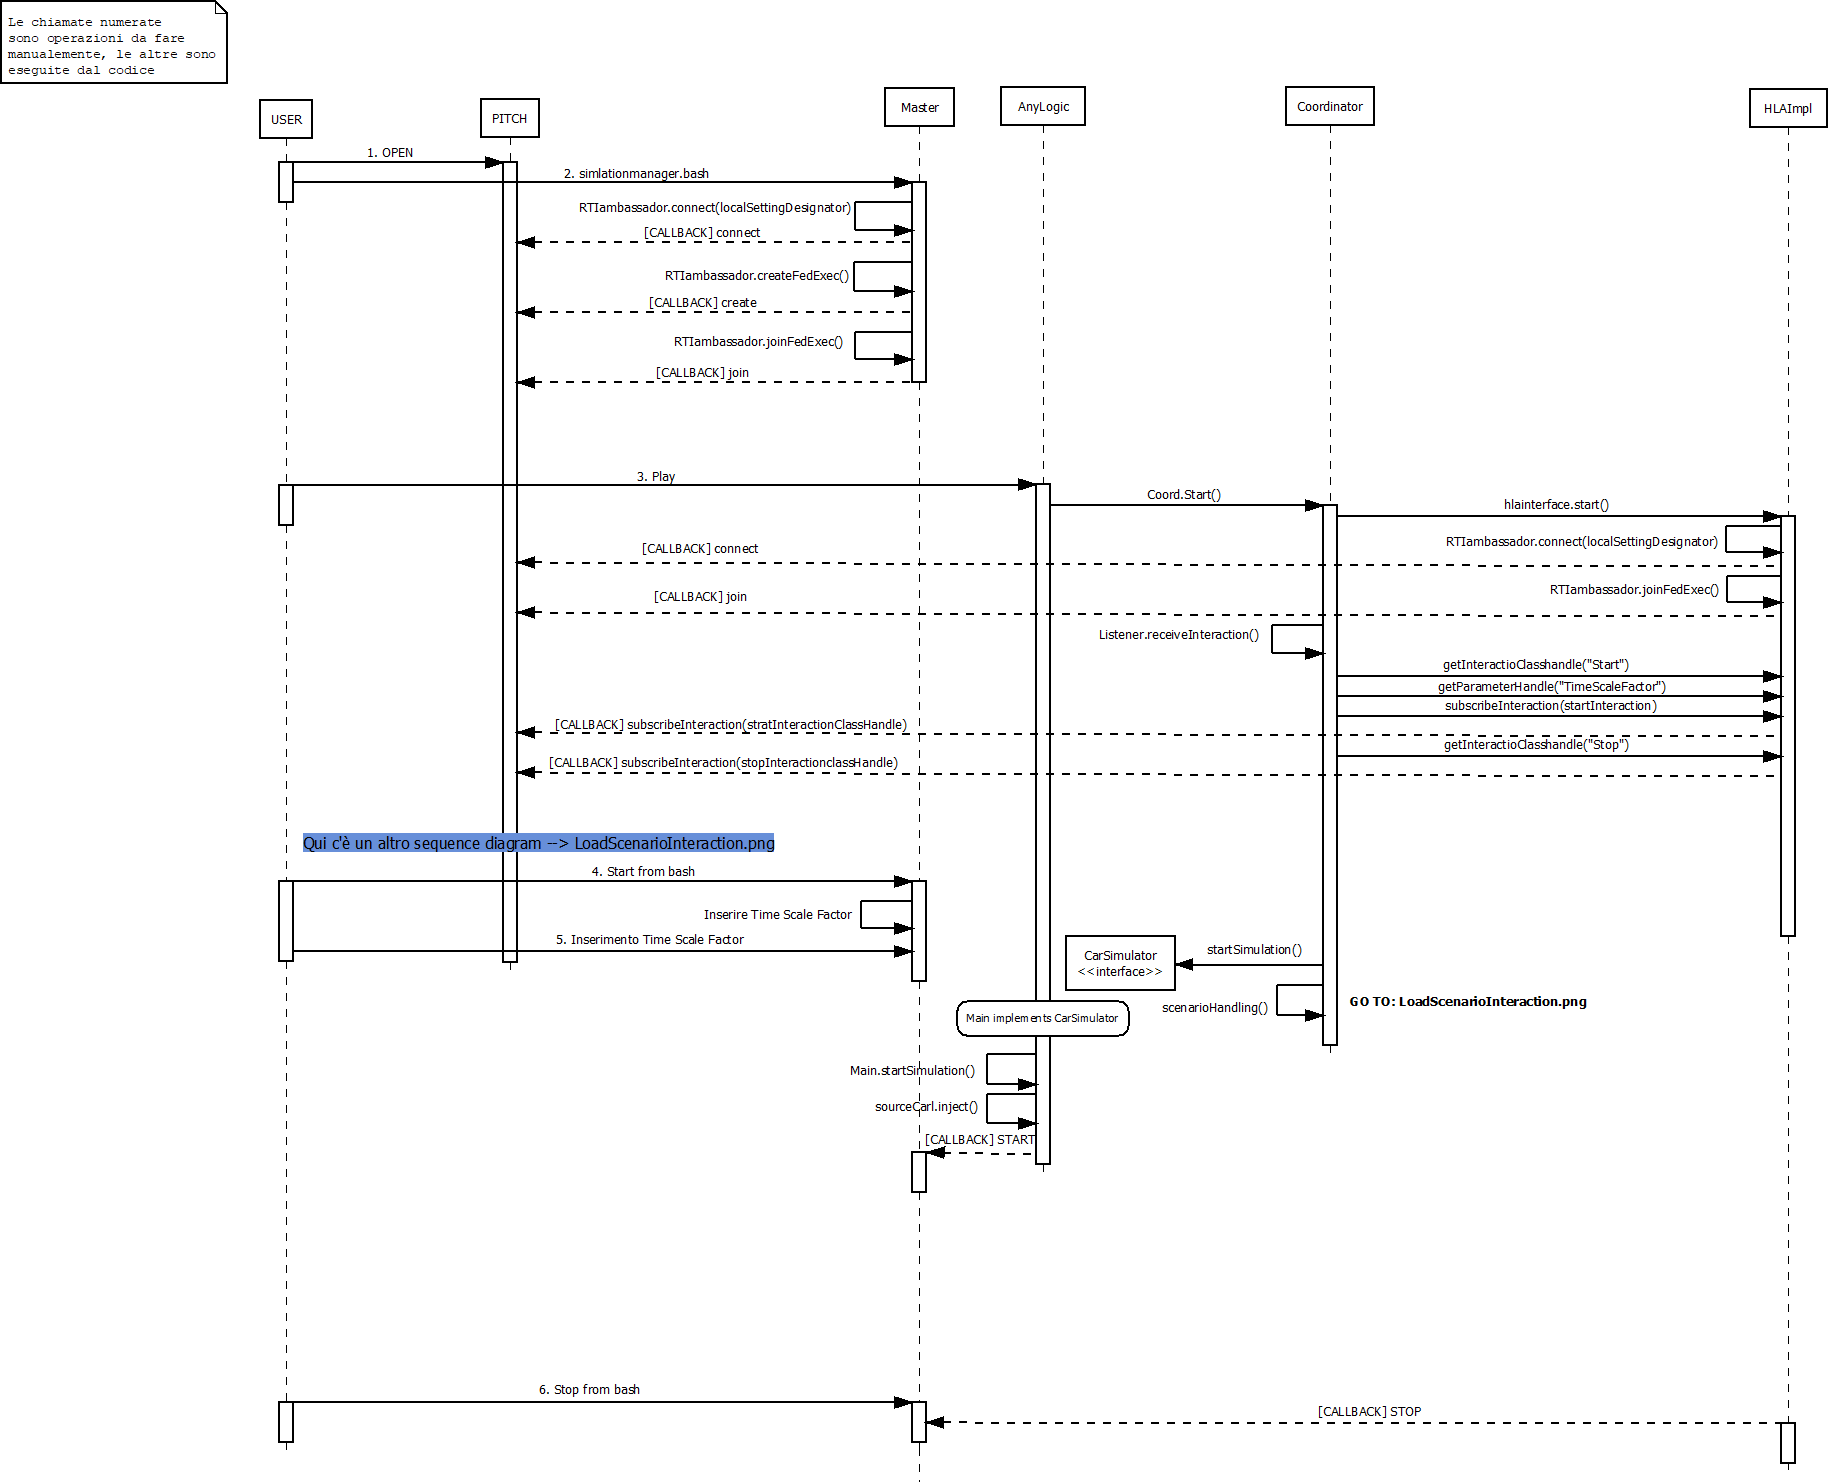 Le chiamate numerate
sono operazioni da fare
manualemente, le altre sono
eseguite dal codice
USER
PITCH
Master
AnyLogic
Coordinator
HLAImpl
1. OPEN
2. simlationmanager.bash
RTIambassador.connect(localSettingDesignator)
[CALLBACK] connect
RTIambassador.createFedExec()
[CALLBACK] create
RTIambassador.joinFedExec()
[CALLBACK] join
3. Play
Coord.Start()
hlainterface.start()
RTIambassador.connect(localSettingDesignator)
[CALLBACK] connect
RTIambassador.joinFedExec()
[CALLBACK] join
Listener.receiveInteraction()
getInteractioClasshandle("Start")
getParameterHandle("TimeScaleFactor")
subscribeInteraction(startInteraction)
[CALLBACK] subscribeInteraction(stratInteractionClassHandle)
getInteractioClasshandle("Stop")
[CALLBACK] subscribeInteraction(stopInteractionclassHandle)
Qui c'è un altro sequence diagram --> LoadScenarioInteraction.png
4. Start from bash
Inserire Time Scale Factor
5. Inserimento Time Scale Factor
startSimulation()
CarSimulator
<<interface>>
scenarioHandling()
GO TO: LoadScenarioInteraction.png
Main implements CarSimulator
Main.startSimulation()
sourceCarI.inject()
[CALLBACK] START
6. Stop from bash
[CALLBACK] STOP